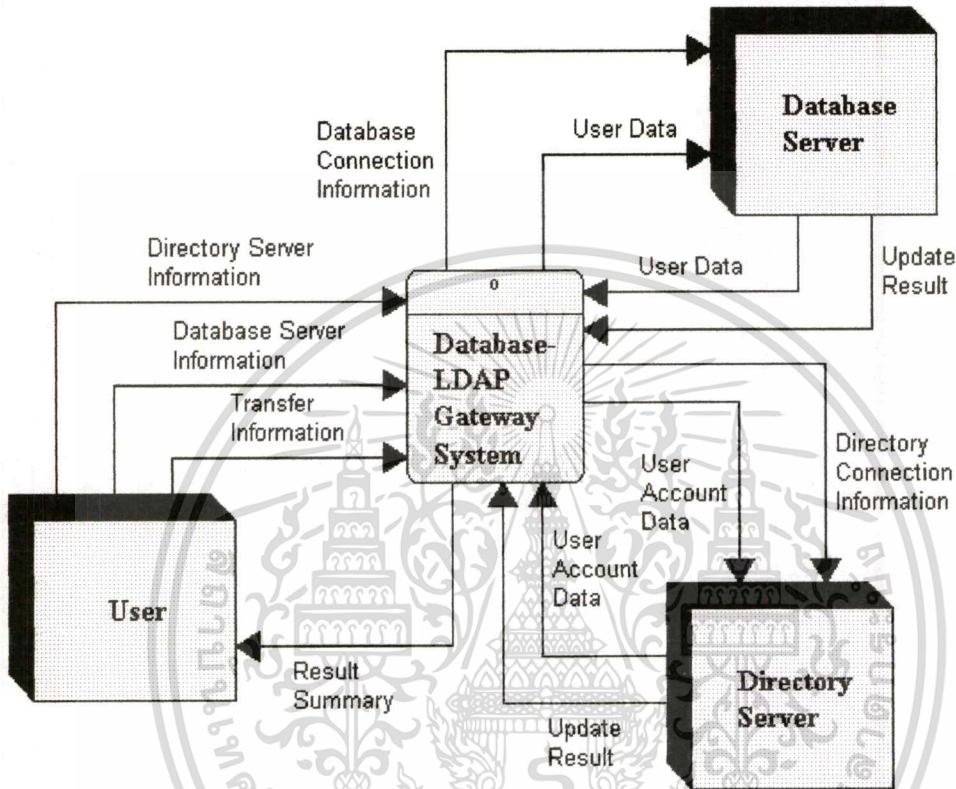 Database
Server
Database
Connection
Information
User Data
Directory Server
Information
User Data
Update
Result
0
Database-
LDAP
Gateway
System
Database Server
Information
Transfer
Information
User
Account
Data
Directory
Connection
Information
User
Account
Data
User
Result
Summary
Directory
Server
Update
Result